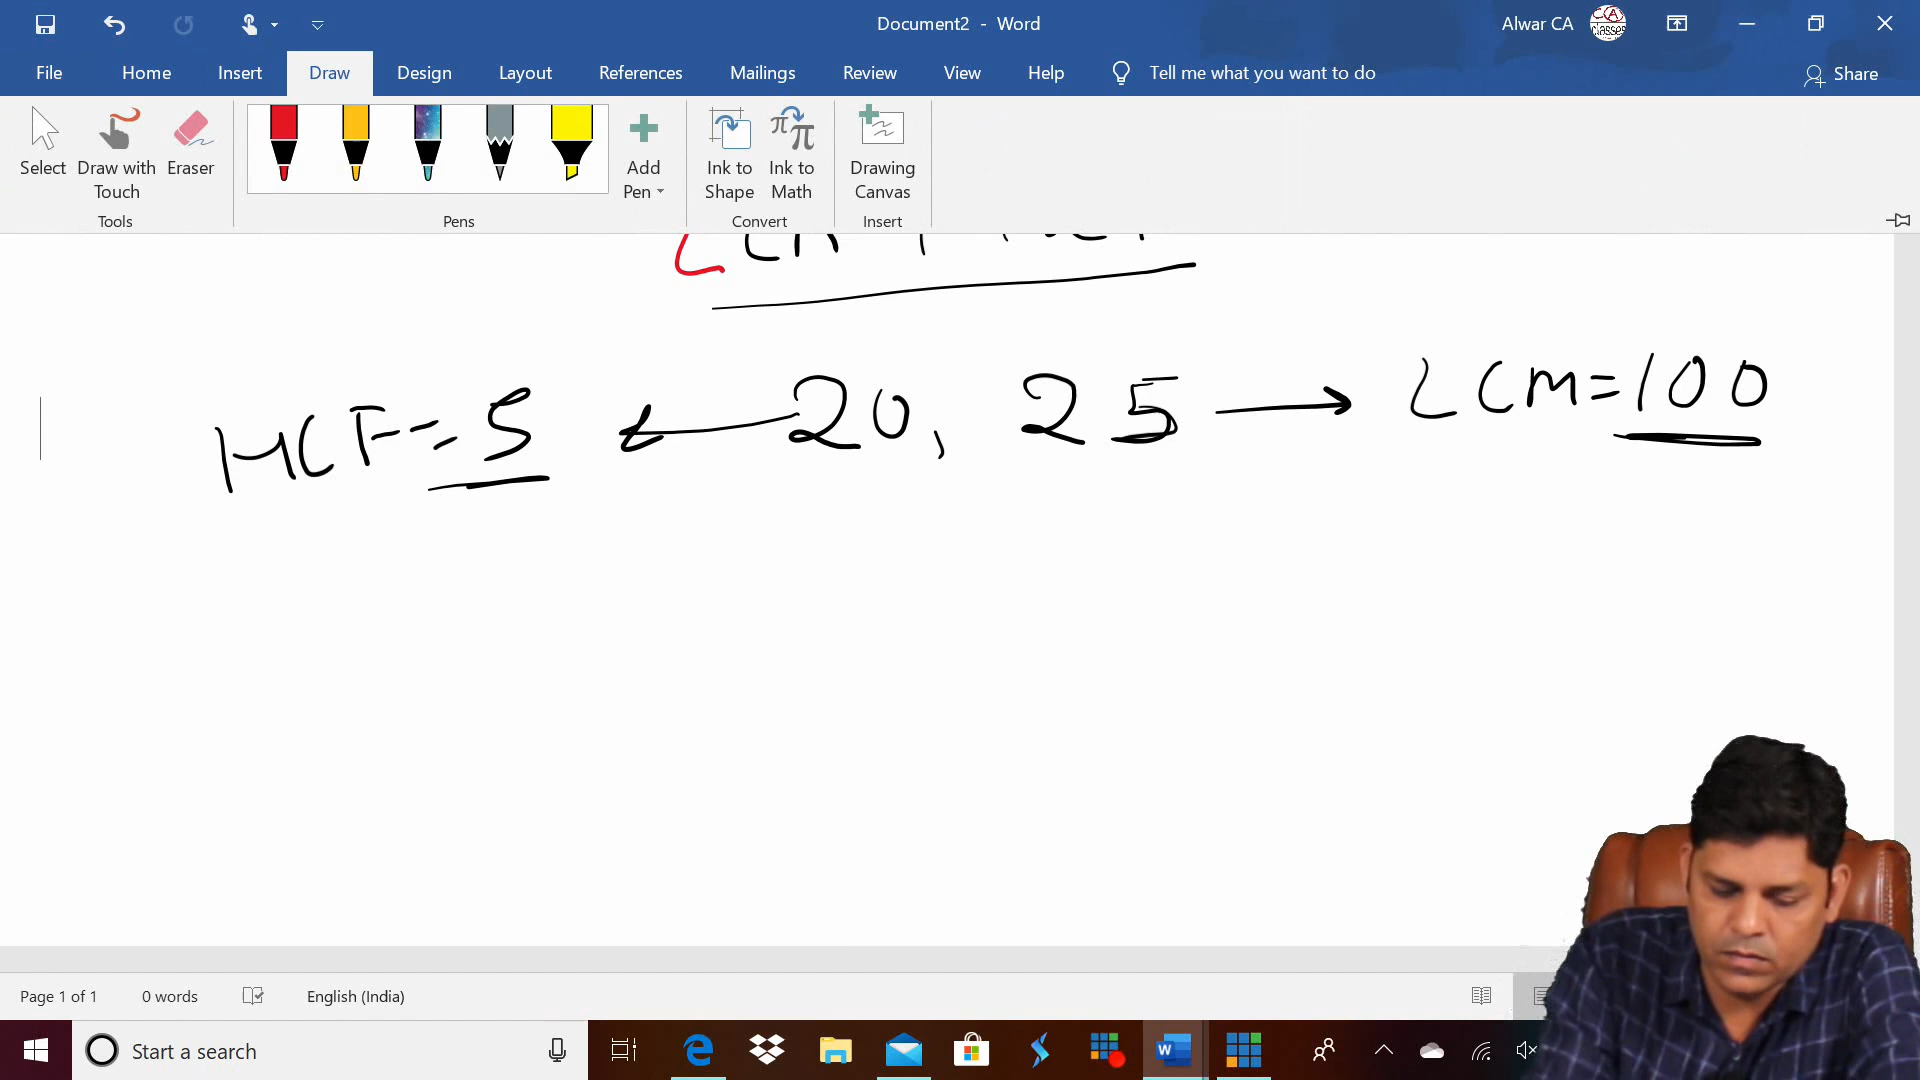 Document2 - Word
Alwar CA
CA classes
File Home Insert Draw Design Layout References Mailings Review View Help Tell me what you want to do Share
Select Draw with Touch Eraser Add Pen Ink to Shape Ink to Math Drawing Canvas
Tools Pens Convert Insert
HCF = 5 ← 20, 25 → LCM = 100
Page 1 of 1 0 words English (India)
Start a search